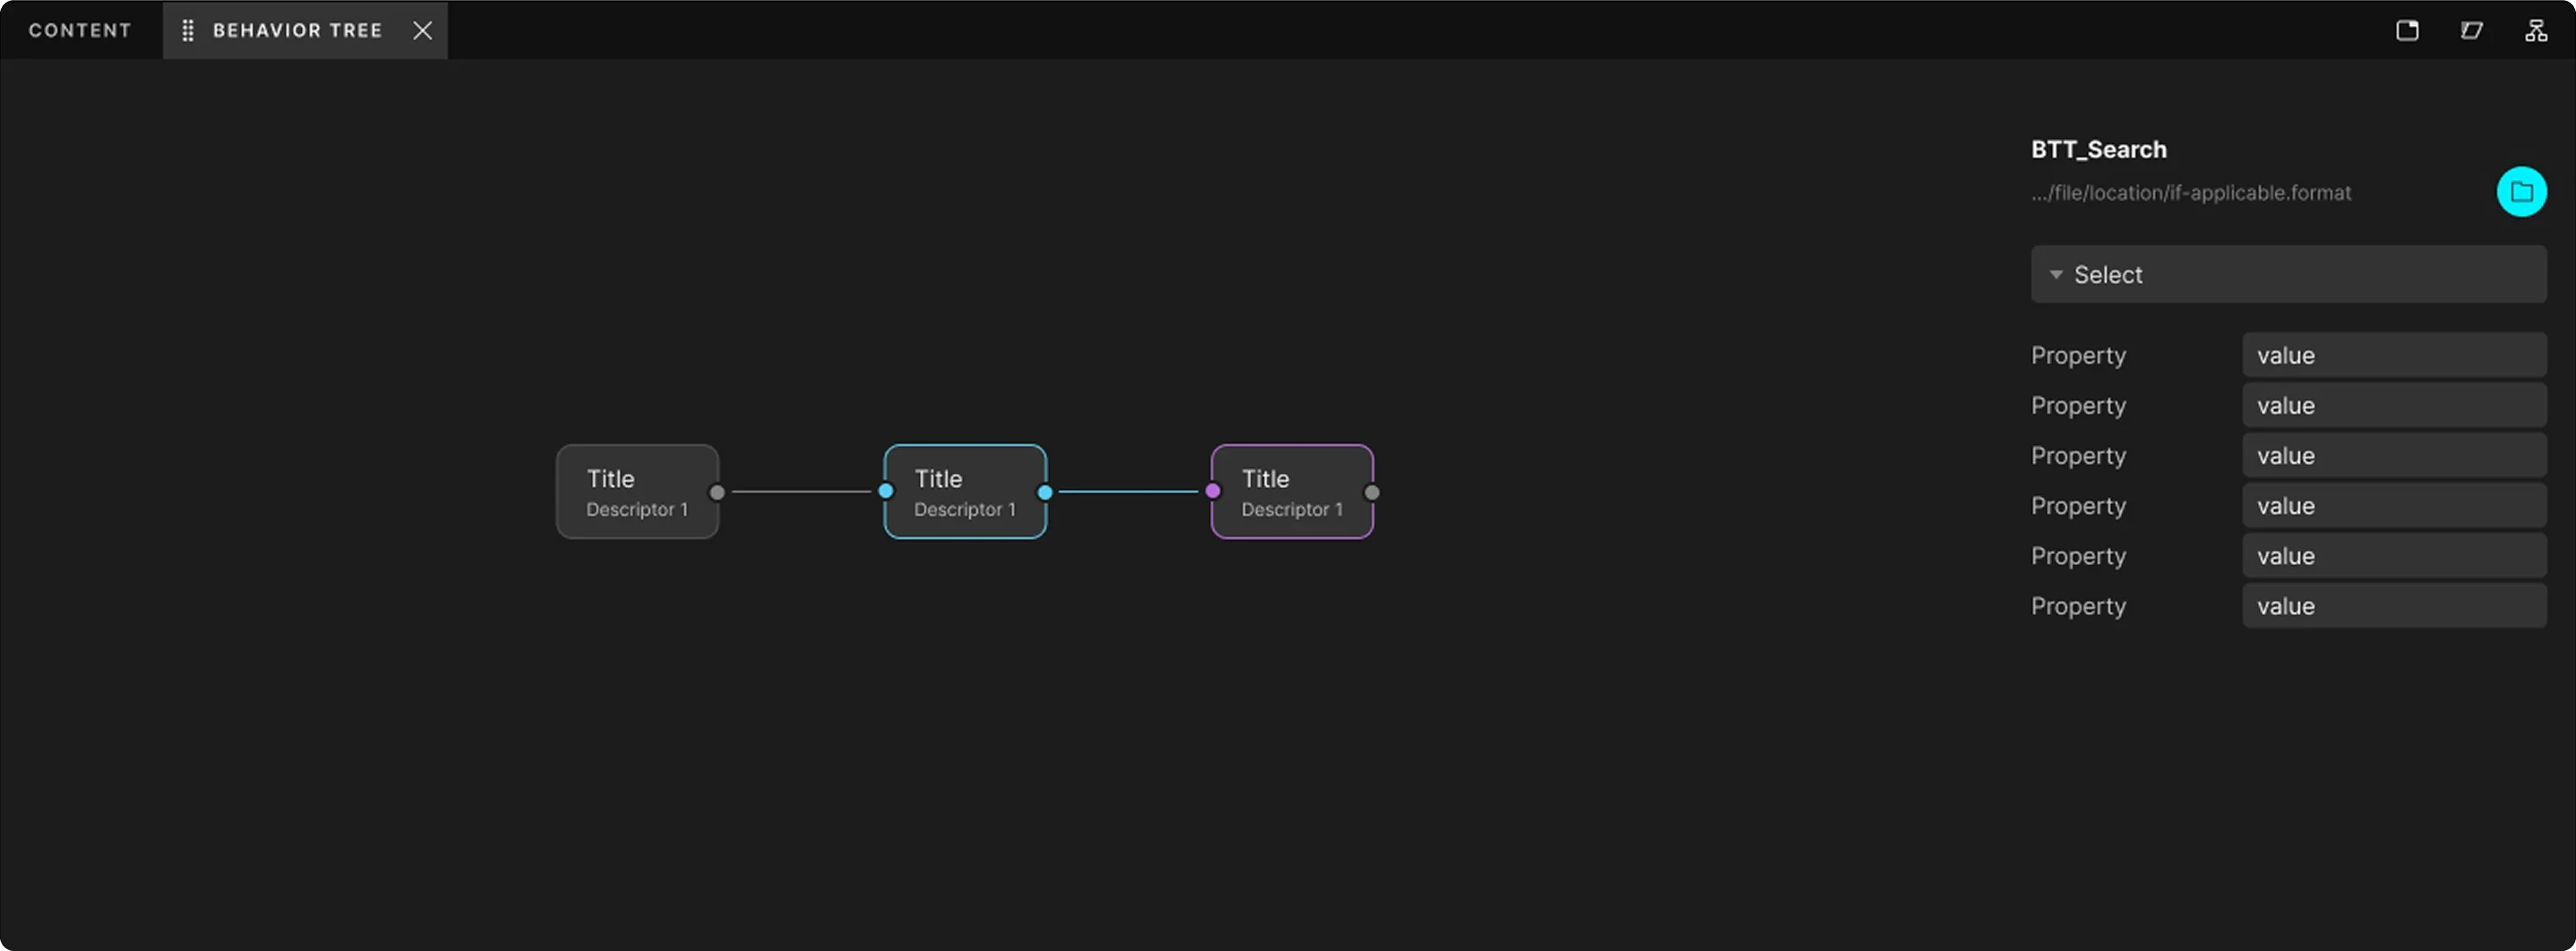 CONTENT
BEHAVIOR TREE
BTT_Search
.../file/location/if-applicable.format
Select
Property value
Property value
Property value
Property value
Property value
Property value
Title
Descriptor 1
Title
Descriptor 1
Title
Descriptor 1